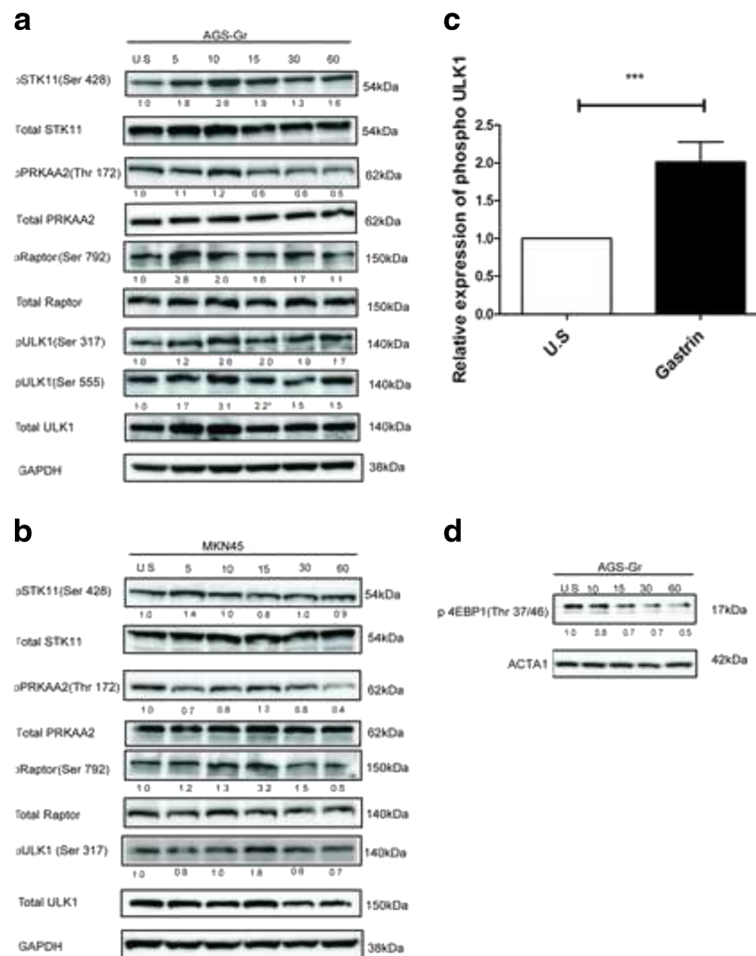 a
AGS-Gr
U.S 5 10 15 30 60
pSTK11(Ser 428) 54kDa
1.0 1.8 2.8 1.9 1.3 1.6
Total STK11 54kDa
pPRKAA2(Thr 172) 62kDa
1.0 1.1 1.2 0.6 0.6 0.5
Total PRKAA2 62kDa
pRaptor(Ser 792) 150kDa
1.0 2.8 2.0 1.6 1.7 1.1
Total Raptor 150kDa
pULK1(Ser 317) 140kDa
1.0 1.2 2.6 2.0 1.9 1.7
pULK1(Ser 555) 140kDa
1.0 1.7 3.1 2.2* 1.5 1.5
Total ULK1 140kDa
GAPDH 38kDa
b
MKN45
U.S 5 10 15 30 60
pSTK11(Ser 428) 54kDa
1.0 1.4 1.0 0.8 1.0 0.9
Total STK11 54kDa
pPRKAA2(Thr 172) 62kDa
1.0 0.7 0.8 0.8 0.4
Total PRKAA2 62kDa
pRaptor(Ser 792) 150kDa
1.0 1.2 1.3 3.2 1.5 0.5
Total Raptor 140kDa
pULK1 (Ser 317) 140kDa
1.0 0.8 1.0 1.8 0.7
Total ULK1 150kDa
GAPDH 38kDa
c
***
Relative expression of phospho ULK1
2.5
2.0
1.5
1.0
0.5
0.0
U.S
Gastrin
d
AGS-Gr
U.S 10 15 30 60
p 4EBP1(Thr 37/46) 17kDa
1.0 0.8 0.7 0.7 0.5
ACTA1 42kDa